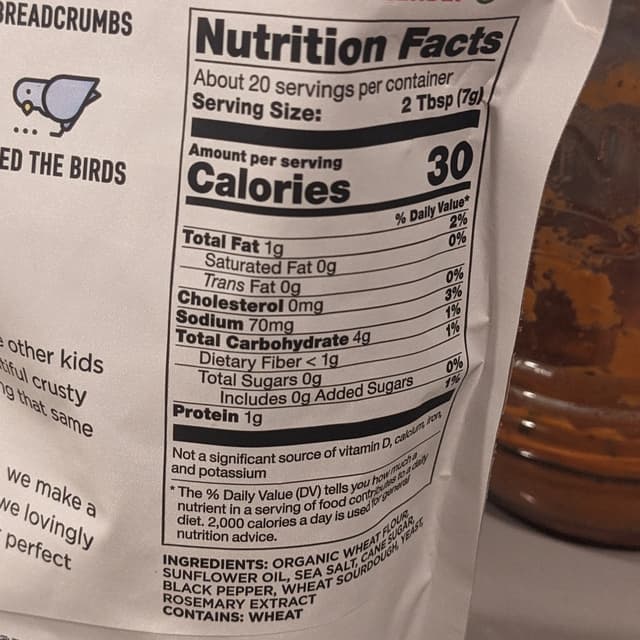 BREADCRUMBS
ED THE BIRDS
other kids
tiful crusty
ng that same
we make a
we lovingly
perfect
Nutrition Facts
About 20 servings per container
Serving Size: 2 Tbsp (7g)
Amount per serving
Calories 30
% Daily Value*
Total Fat 1g 2%
Saturated Fat 0g 0%
Trans Fat 0g
Cholesterol 0mg 0%
Sodium 70mg 3%
Total Carbohydrate 4g 1%
Dietary Fiber < 1g 1%
Total Sugars 0g
Includes 0g Added Sugars 0%
Protein 1g 1%
Not a significant source of vitamin D, calcium, iron,
and potassium
* The % Daily Value (DV) tells you how much a
nutrient in a serving of food contributes to a daily
diet. 2,000 calories a day is used for general
nutrition advice.
INGREDIENTS: ORGANIC WHEAT FLOUR,
SUNFLOWER OIL, SEA SALT, CANE SUGAR,
BLACK PEPPER, WHEAT SOURDOUGH, YEAST,
ROSEMARY EXTRACT
CONTAINS: WHEAT